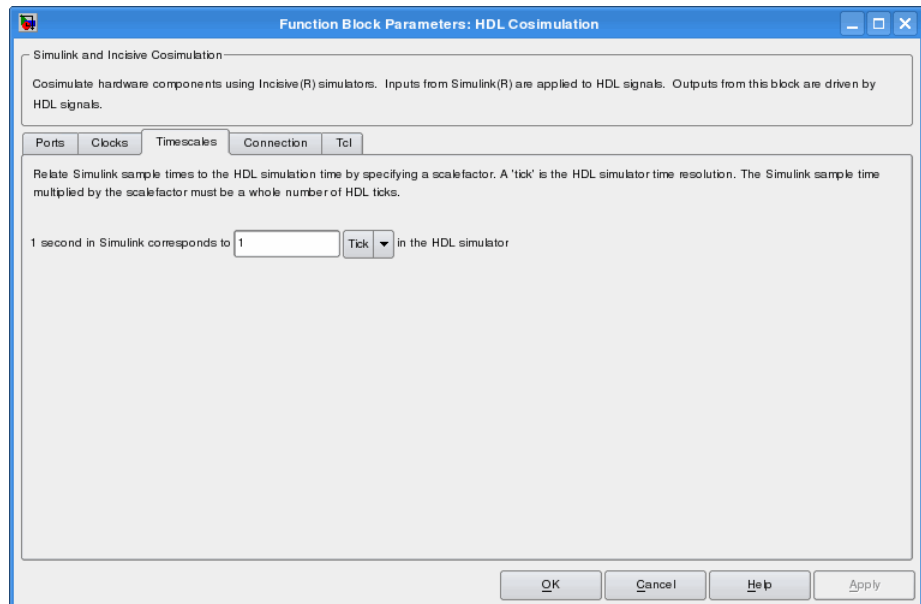 Function Block Parameters: HDL Cosimulation
Simulink and Incisive Cosimulation
Cosimulate hardware components using Incisive(R) simulators. Inputs from Simulink(R) are applied to HDL signals. Outputs from this block are driven by
HDL signals.
Ports Clocks Timescales Connection Tcl
Relate Simulink sample times to the HDL simulation time by specifying a scalefactor. A 'tick' is the HDL simulator time resolution. The Simulink sample time
multiplied by the scalefactor must be a whole number of HDL ticks.
1 second in Simulink corresponds to 1 Tick in the HDL simulator
OK Cancel Help Apply